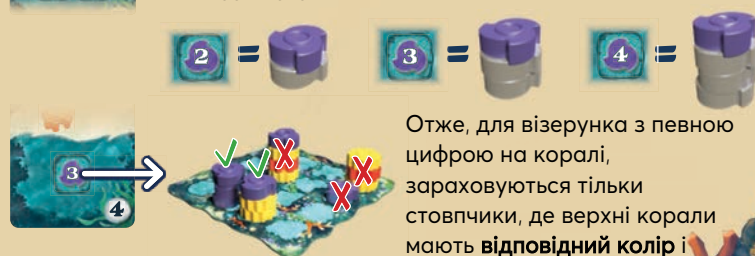 2 = 3 = 4 =
3
4
Отже, для візерунка з певною
цифрою на коралі,
зараховуються тільки
стовпчики, де верхні корали
мають відповідний колір і